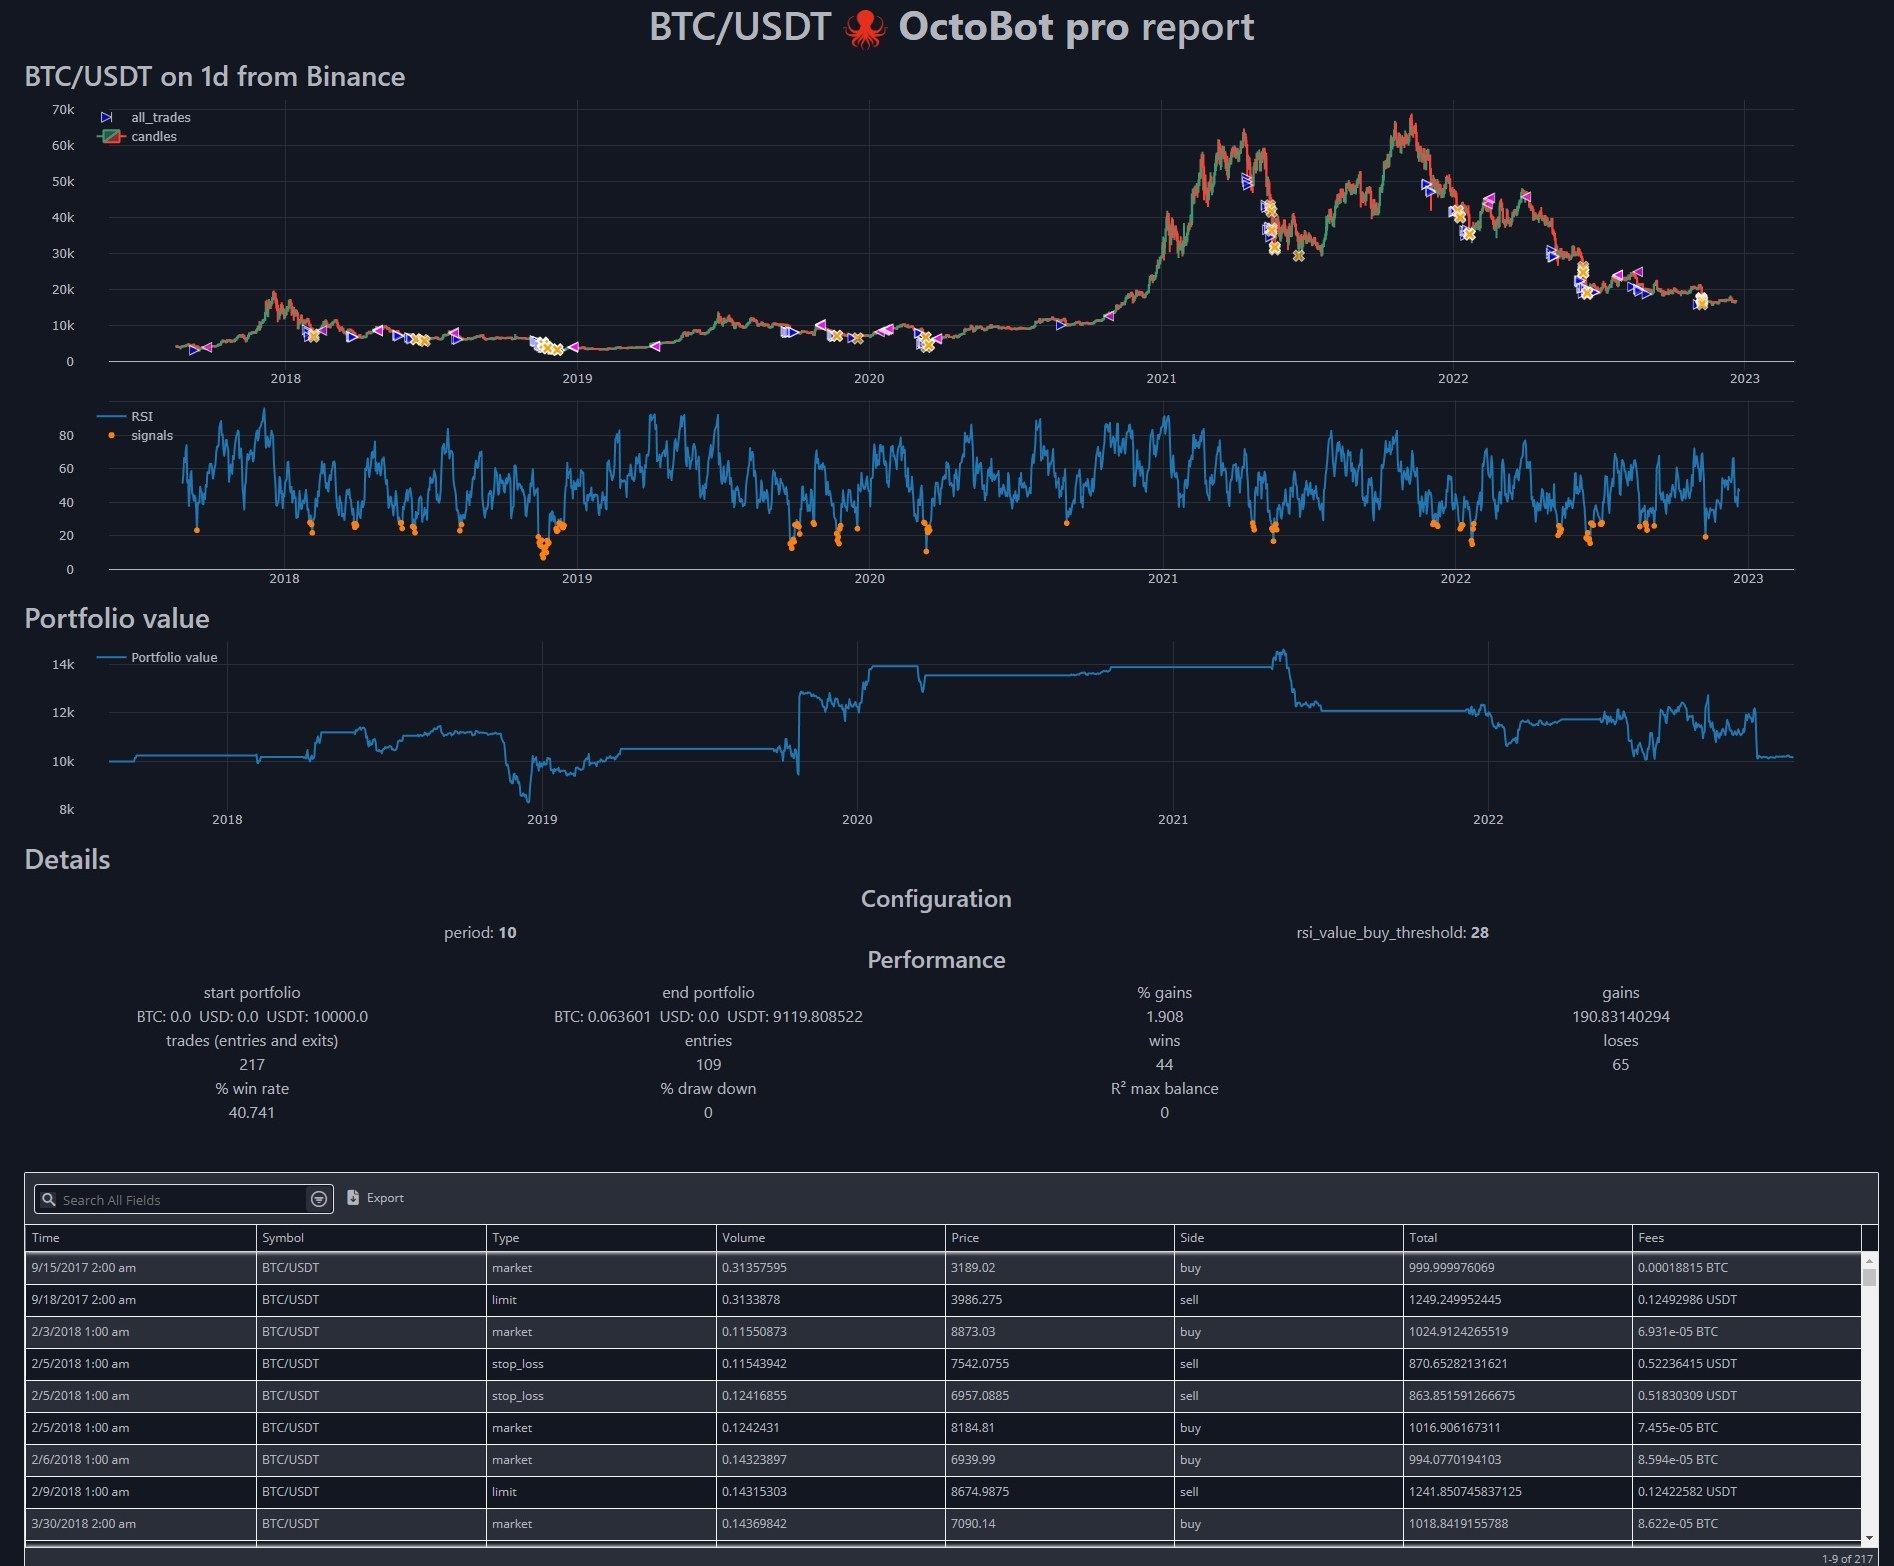 BTC/USDT OctoBot pro report
BTC/USDT on 1d from Binance
70k
60k
50k
40k
30k
20k
10k
0
all_trades
candles
2018 2019 2020 2021 2022 2023
80
60
40
20
0
RSI
signals
2018 2019 2020 2021 2022 2023
Portfolio value
14k
12k
10k
8k
Portfolio value
2018 2019 2020 2021 2022
Details
Configuration
period: 10 rsi_value_buy_threshold: 28
Performance
start portfolio end portfolio % gains gains
BTC: 0.0 USD: 0.0 USDT: 10000.0 BTC: 0.063601 USD: 0.0 USDT: 9119.808522 1.908 190.83140294
trades (entries and exits) entries wins loses
217 109 44 65
% win rate % draw down R² max balance
40.741 0 0
Search All Fields Export
Time Symbol Type Volume Price Side Total Fees
9/15/2017 2:00 am BTC/USDT market 0.31357595 3189.02 buy 999.999976069 0.00018815 BTC
9/18/2017 2:00 am BTC/USDT limit 0.3133878 3986.275 sell 1249.249952445 0.12492986 USDT
2/3/2018 1:00 am BTC/USDT market 0.11550873 8873.03 buy 1024.9124265519 6.931e-05 BTC
2/5/2018 1:00 am BTC/USDT stop_loss 0.11543942 7542.0755 sell 870.65282131621 0.52236415 USDT
2/5/2018 1:00 am BTC/USDT stop_loss 0.12416855 6957.0885 sell 863.851591266675 0.51830309 USDT
2/5/2018 1:00 am BTC/USDT market 0.1242431 8184.81 buy 1016.906167311 7.455e-05 BTC
2/6/2018 1:00 am BTC/USDT market 0.14323897 6939.99 buy 994.0770194103 8.594e-05 BTC
2/9/2018 1:00 am BTC/USDT limit 0.14315303 8674.9875 sell 1241.850745837125 0.12422582 USDT
3/30/2018 2:00 am BTC/USDT market 0.14369842 7090.14 buy 1018.8419155788 8.622e-05 BTC
1-9 of 217